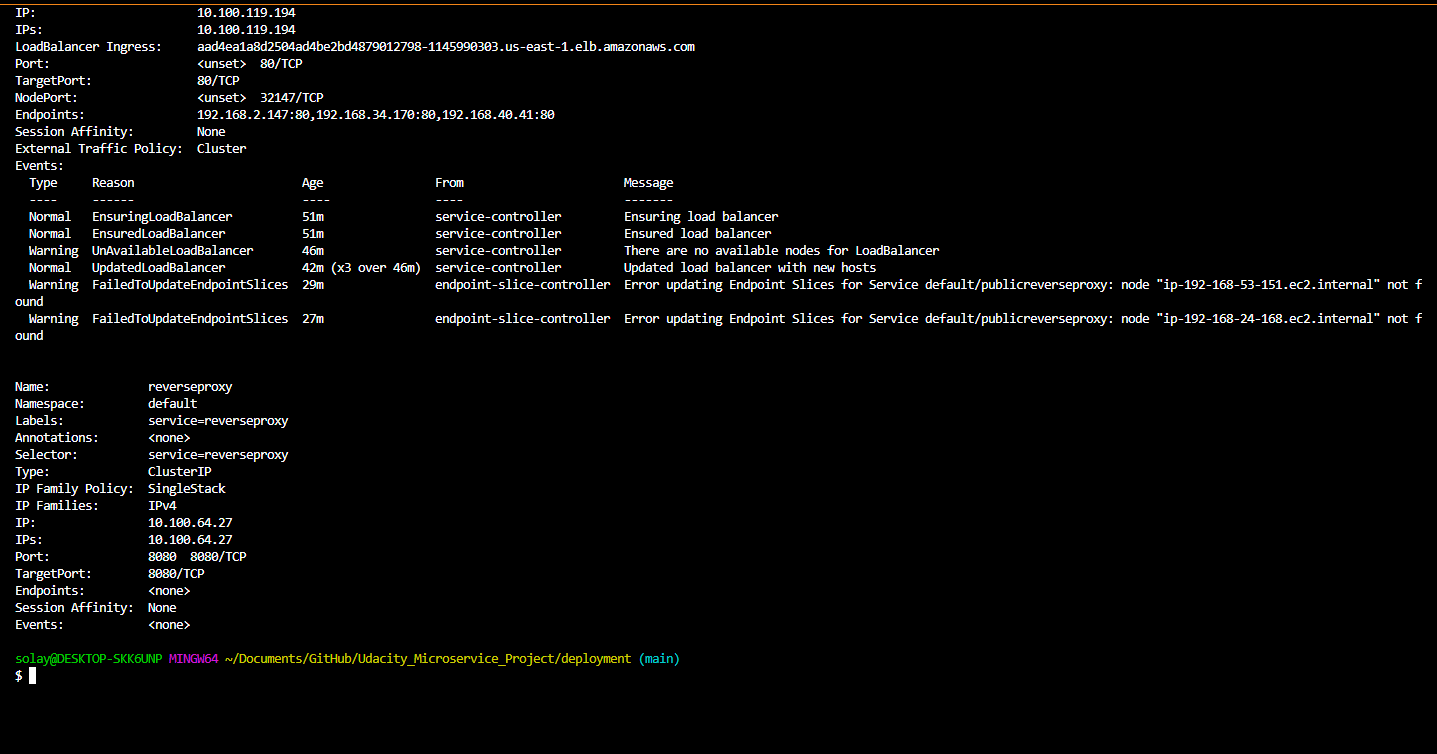 IP:                       10.100.119.194
IPs:                      10.100.119.194
LoadBalancer Ingress:     aad4ea1a8d2504ad4be2bd4879012798-1145990303.us-east-1.elb.amazonaws.com
Port:                     <unset>  80/TCP
TargetPort:               80/TCP
NodePort:                 <unset>  32147/TCP
Endpoints:                192.168.2.147:80,192.168.34.170:80,192.168.40.41:80
Session Affinity:         None
External Traffic Policy:  Cluster
Events:
  Type     Reason                        Age                From                       Message
  ----     ------                        ----               ----                       -------
  Normal   EnsuringLoadBalancer          51m                service-controller         Ensuring load balancer
  Normal   EnsuredLoadBalancer           51m                service-controller         Ensured load balancer
  Warning  UnAvailableLoadBalancer       46m                service-controller         There are no available nodes for LoadBalancer
  Normal   UpdatedLoadBalancer           42m (x3 over 46m)  service-controller         Updated load balancer with new hosts
  Warning  FailedToUpdateEndpointSlices  29m                endpoint-slice-controller  Error updating Endpoint Slices for Service default/publicreverseproxy: node "ip-192-168-53-151.ec2.internal" not f
ound
  Warning  FailedToUpdateEndpointSlices  27m                endpoint-slice-controller  Error updating Endpoint Slices for Service default/publicreverseproxy: node "ip-192-168-24-168.ec2.internal" not f
ound
Name:              reverseproxy
Namespace:         default
Labels:            service=reverseproxy
Annotations:       <none>
Selector:          service=reverseproxy
Type:              ClusterIP
IP Family Policy:  SingleStack
IP Families:       IPv4
IP:                10.100.64.27
IPs:               10.100.64.27
Port:              8080  8080/TCP
TargetPort:        8080/TCP
Endpoints:         <none>
Session Affinity:  None
Events:            <none>
solay@DESKTOP-SKK6UNP MINGW64 ~/Documents/GitHub/Udacity_Microservice_Project/deployment (main)
$